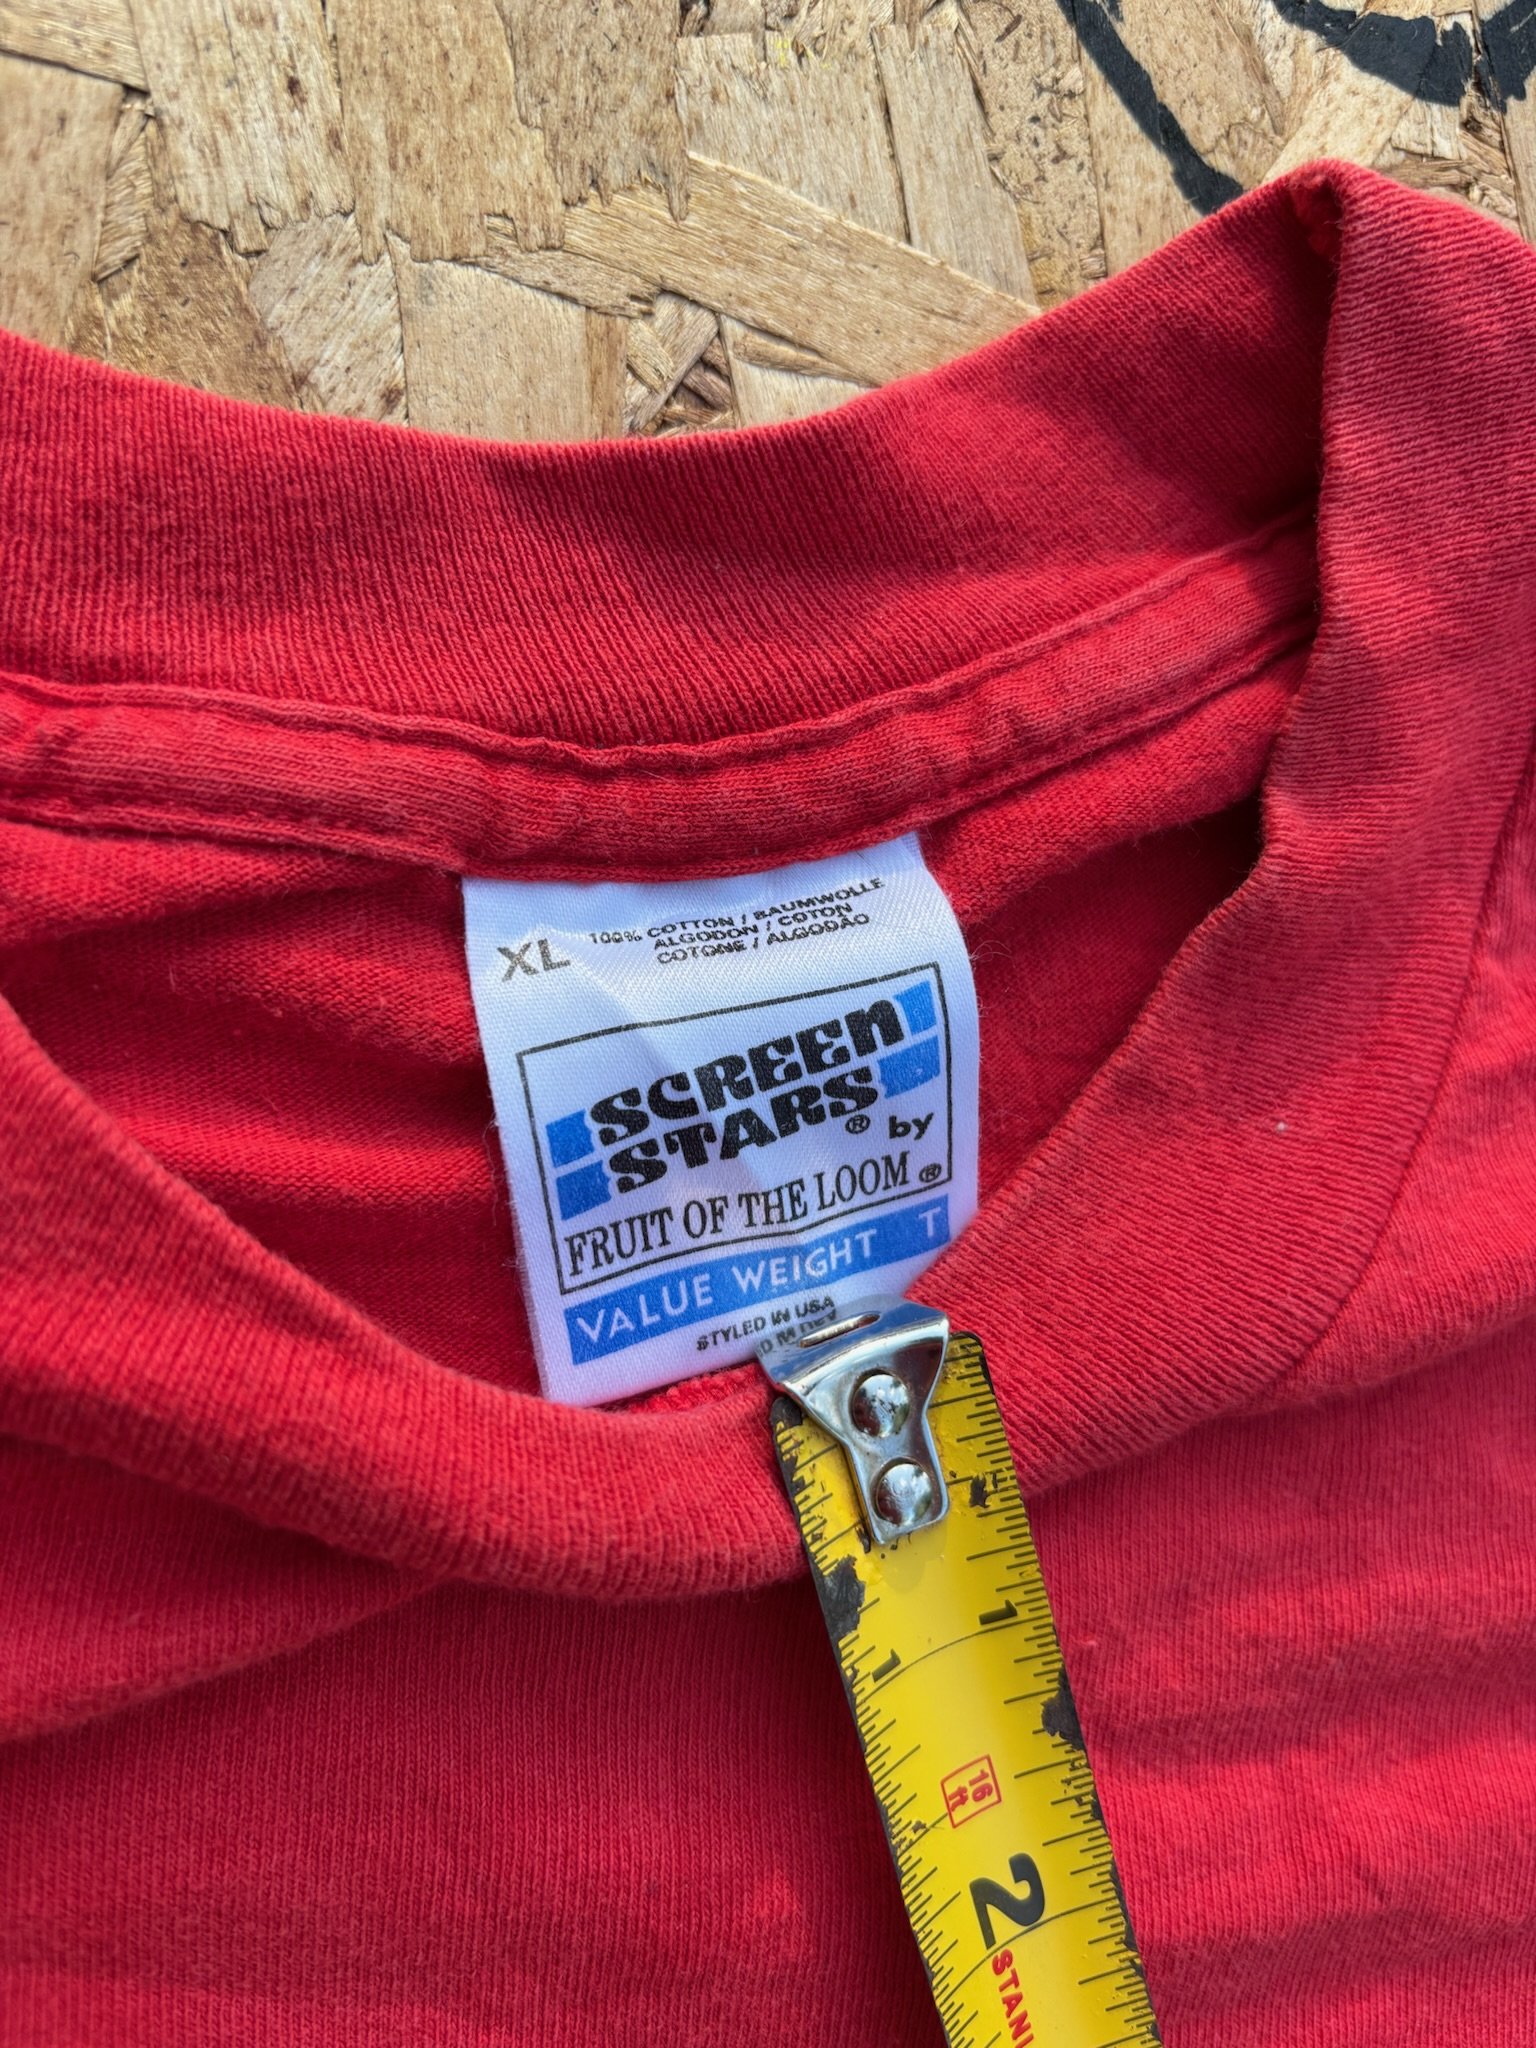 XL
100% COTTON / BAUMWOLLE
ALGODON / COTON
COTONE / ALGODÃO
SCREEN
STARS® by
FRUIT OF THE LOOM®
VALUE WEIGHT T
STYLED IN USA
1
1
16
ft
2